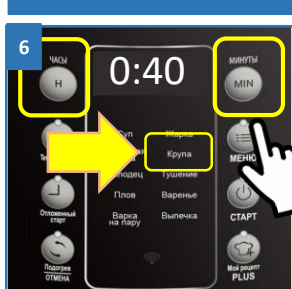 6
ЧАСЫ
МИНУТЫ
H
0:40
MIN
Суп
Жарка
Крупа
МЕНЮ
Тушение
Плов
Варенье
Отложенный
старт
СТАРТ
Варка
на пару
Выпечка
Подогрев
ОТМЕНА
Мой рецепт
PLUS